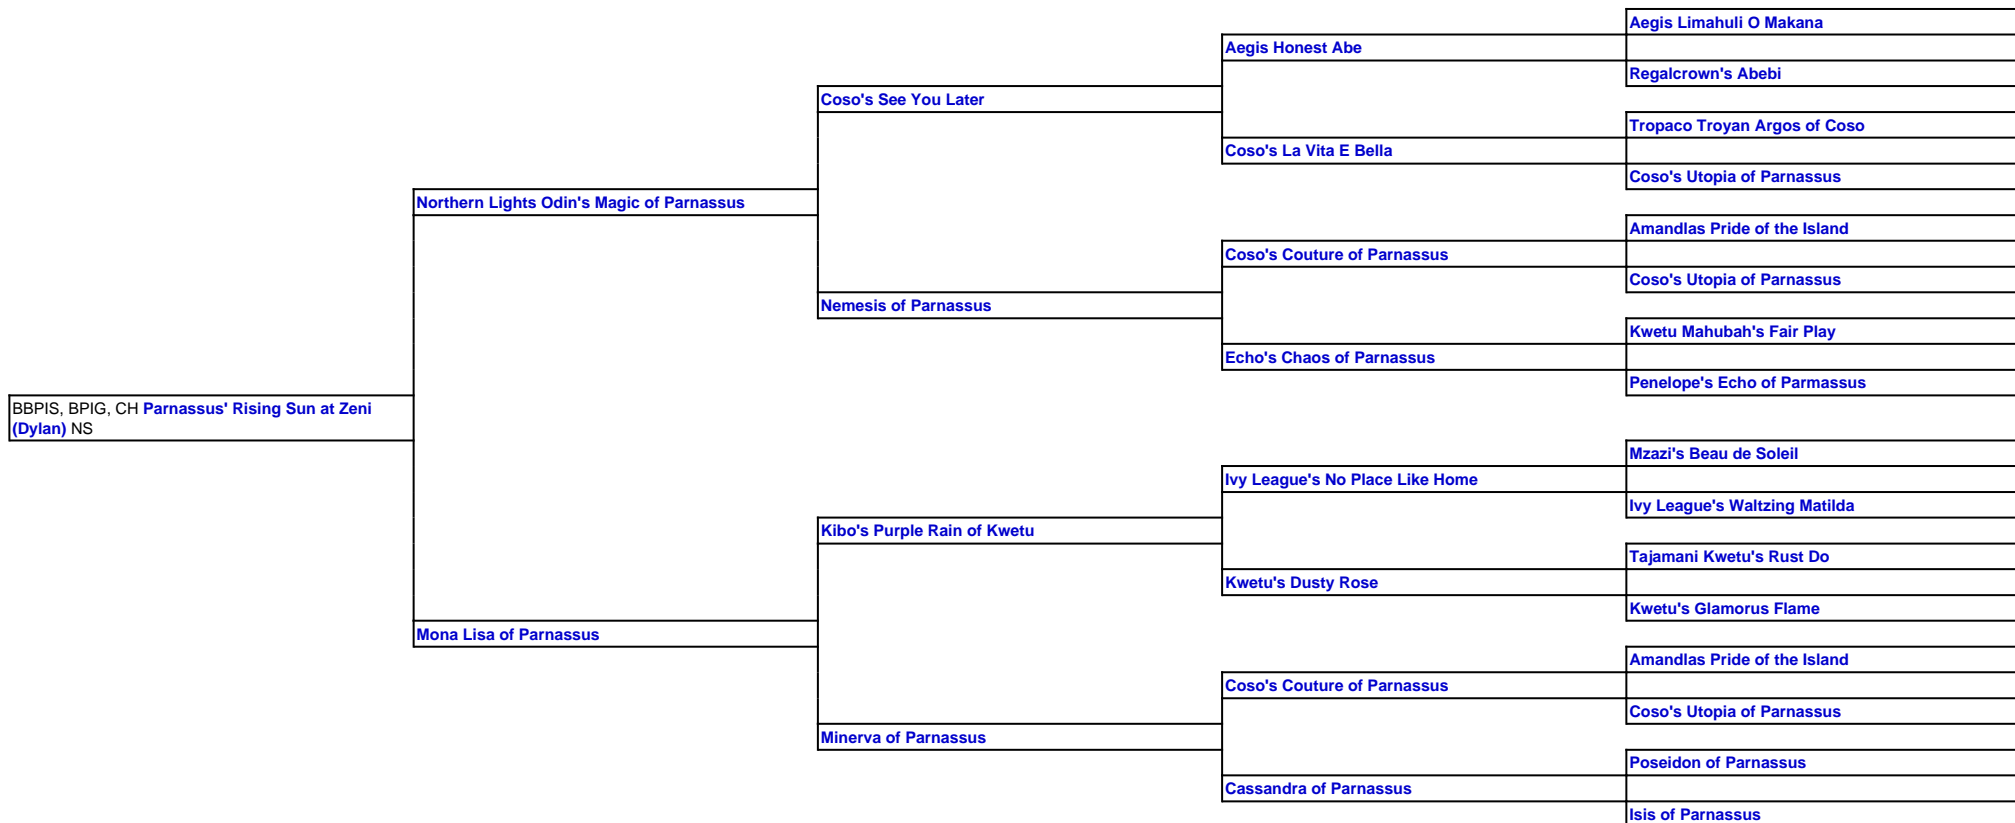 Aegis Limahuli O Makana
Aegis Honest Abe
Regalcrown's Abebi
Coso's See You Later
Tropaco Troyan Argos of Coso
Coso's La Vita E Bella
Coso's Utopia of Parnassus
Northern Lights Odin's Magic of Parnassus
Amandlas Pride of the Island
Coso's Couture of Parnassus
Coso's Utopia of Parnassus
Nemesis of Parnassus
Kwetu Mahubah's Fair Play
Echo's Chaos of Parnassus
Penelope's Echo of Parmassus
BBPIS, BPIG, CH Parnassus' Rising Sun at Zeni
(Dylan) NS
Mzazi's Beau de Soleil
Ivy League's No Place Like Home
Ivy League's Waltzing Matilda
Kibo's Purple Rain of Kwetu
Tajamani Kwetu's Rust Do
Kwetu's Dusty Rose
Kwetu's Glamorus Flame
Mona Lisa of Parnassus
Amandlas Pride of the Island
Coso's Couture of Parnassus
Coso's Utopia of Parnassus
Minerva of Parnassus
Poseidon of Parnassus
Cassandra of Parnassus
Isis of Parnassus